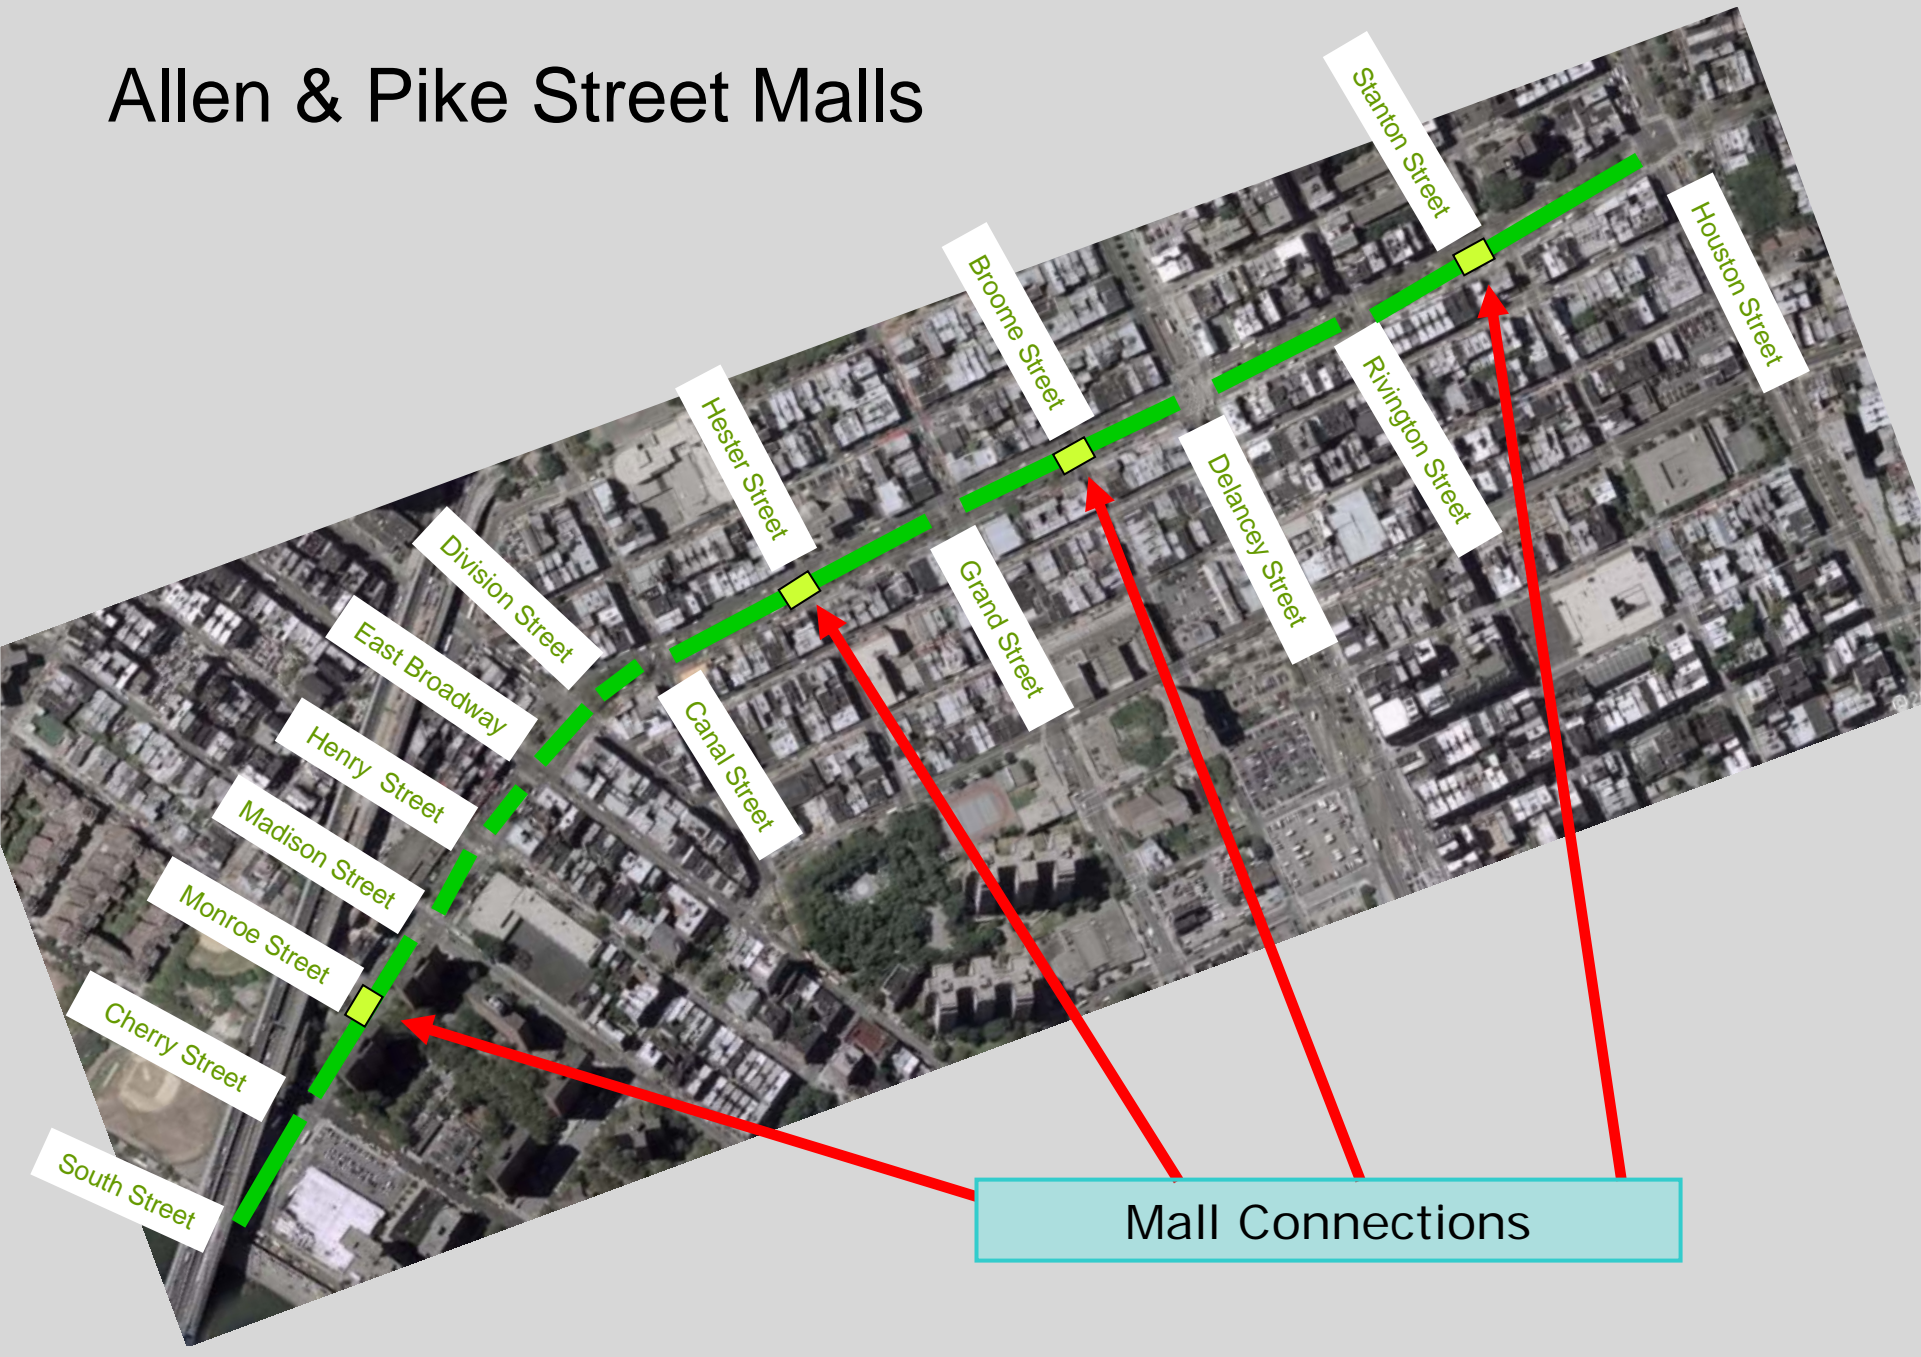 Allen & Pike Street Malls
Stanton Street
Houston Street
Broome Street
Rivington Street
Hester Street
Delancey Street
Division Street
Grand Street
East Broadway
Canal Street
Henry Street
Madison Street
Monroe Street
Cherry Street
South Street
Mall Connections